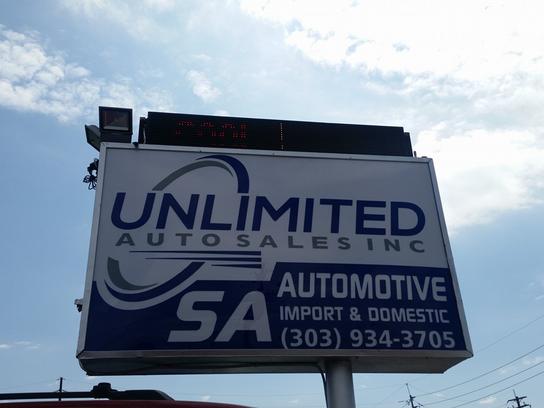 UNLIMITED
AUTO SALES INC
SA
AUTOMOTIVE
IMPORT & DOMESTIC
(303) 934-3705